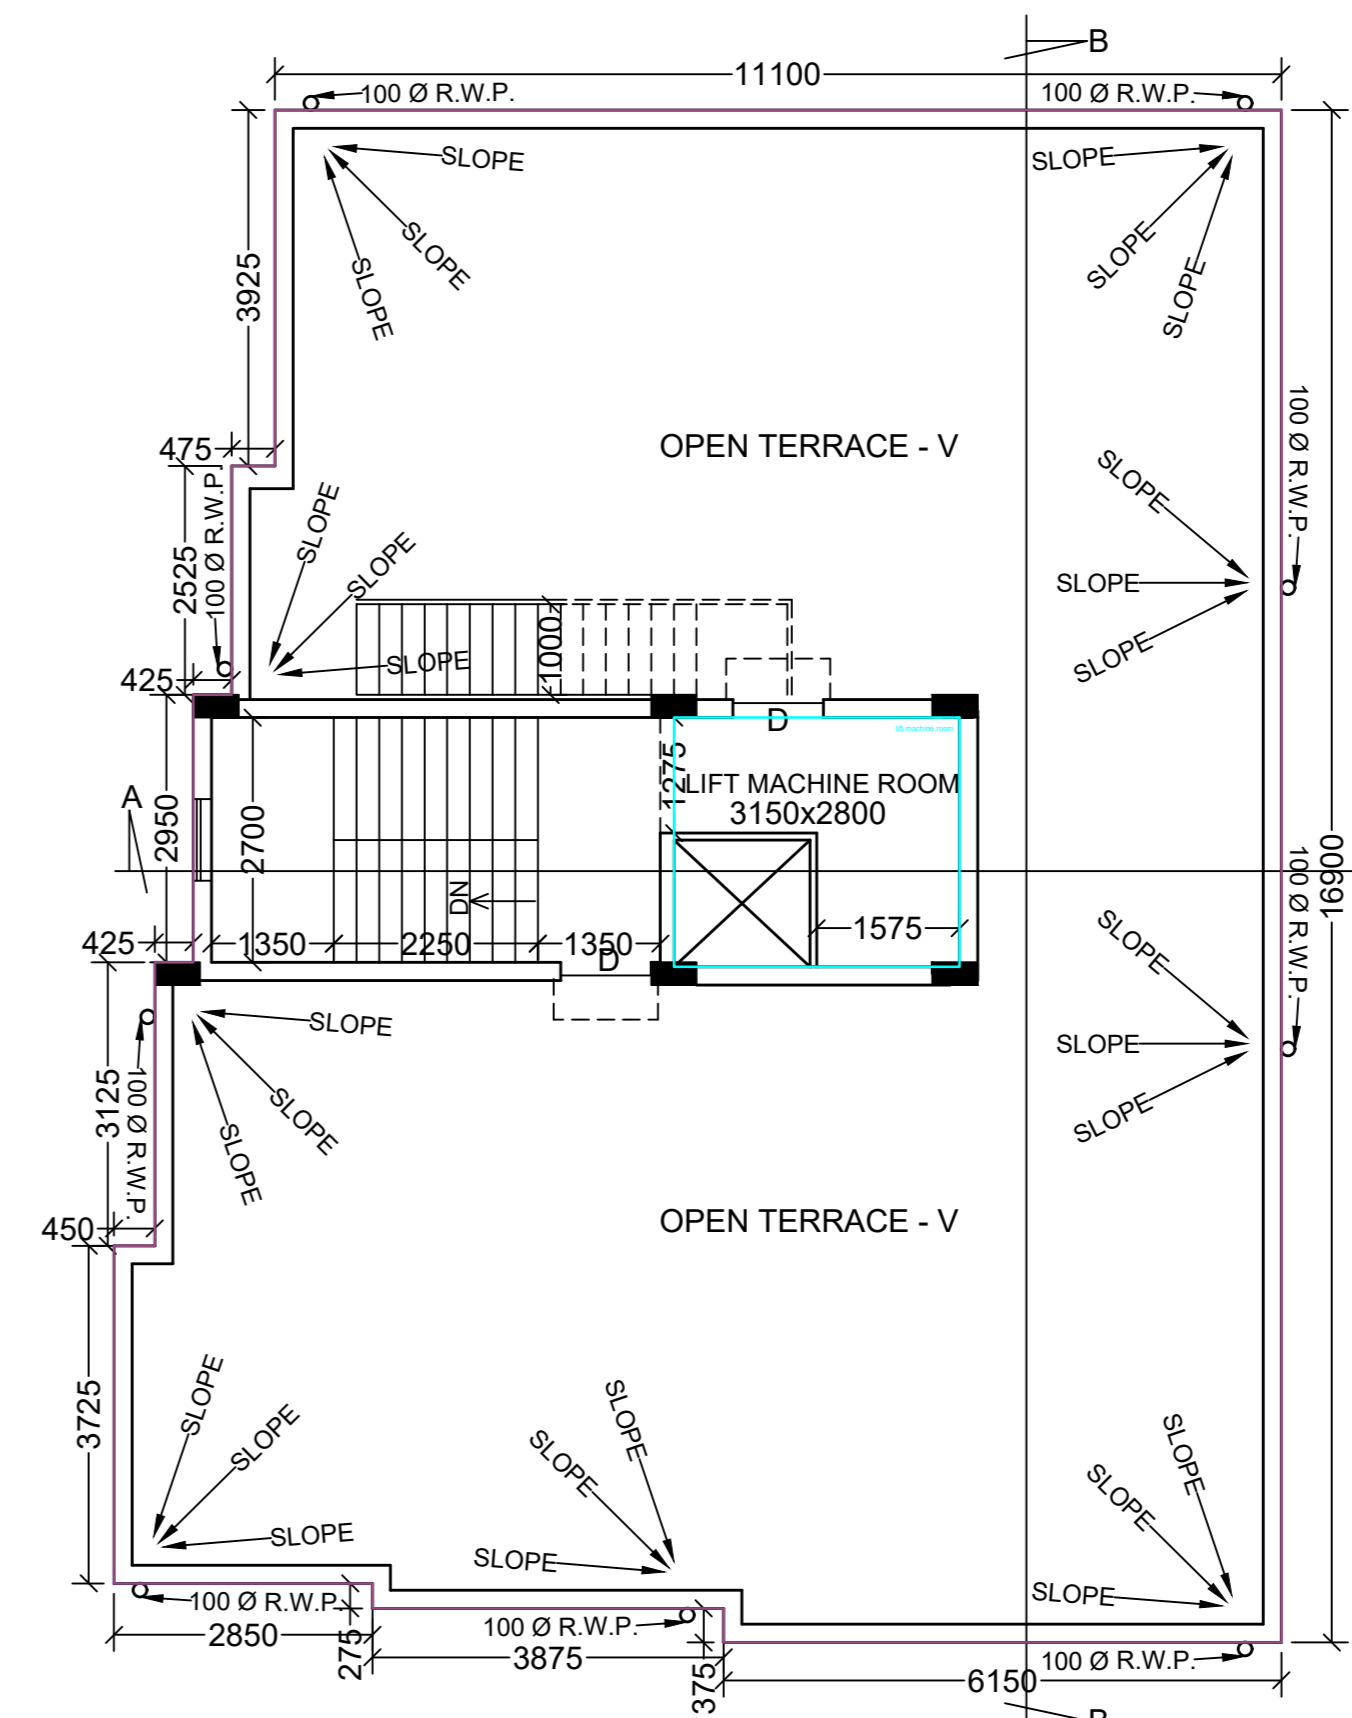 B
11100
100 Ø R.W.P.
100 Ø R.W.P.
SLOPE
SLOPE
SLOPE
SLOPE
SLOPE
SLOPE
3925
475
OPEN TERRACE - V
100 Ø R.W.P.
SLOPE
SLOPE
SLOPE
2525
100 Ø R.W.P.
SLOPE
SLOPE
SLOPE
1000
425
D
lift machine room
1275
LIFT MACHINE ROOM
3150x2800
A
2950
2700
DN
16900
100 Ø R.W.P.
425
1350
2250
1350
1575
D
SLOPE
SLOPE
SLOPE
SLOPE
SLOPE
SLOPE
3125
100 Ø R.W.P.
450
OPEN TERRACE - V
3725
SLOPE
SLOPE
SLOPE
SLOPE
SLOPE
SLOPE
SLOPE
SLOPE
SLOPE
100 Ø R.W.P.
2850
275
100 Ø R.W.P.
3875
375
100 Ø R.W.P.
6150
B